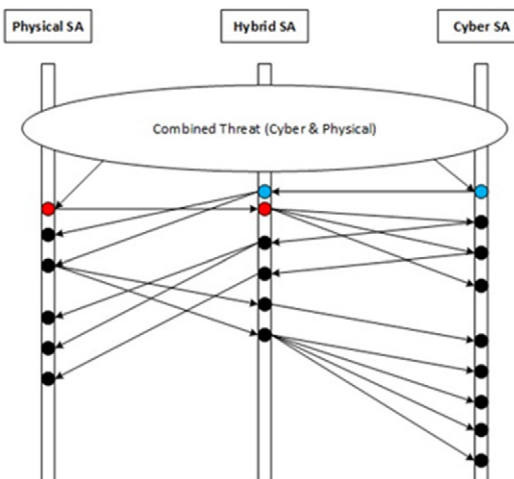 Physical SA
Hybrid SA
Cyber SA
Combined Threat (Cyber & Physical)